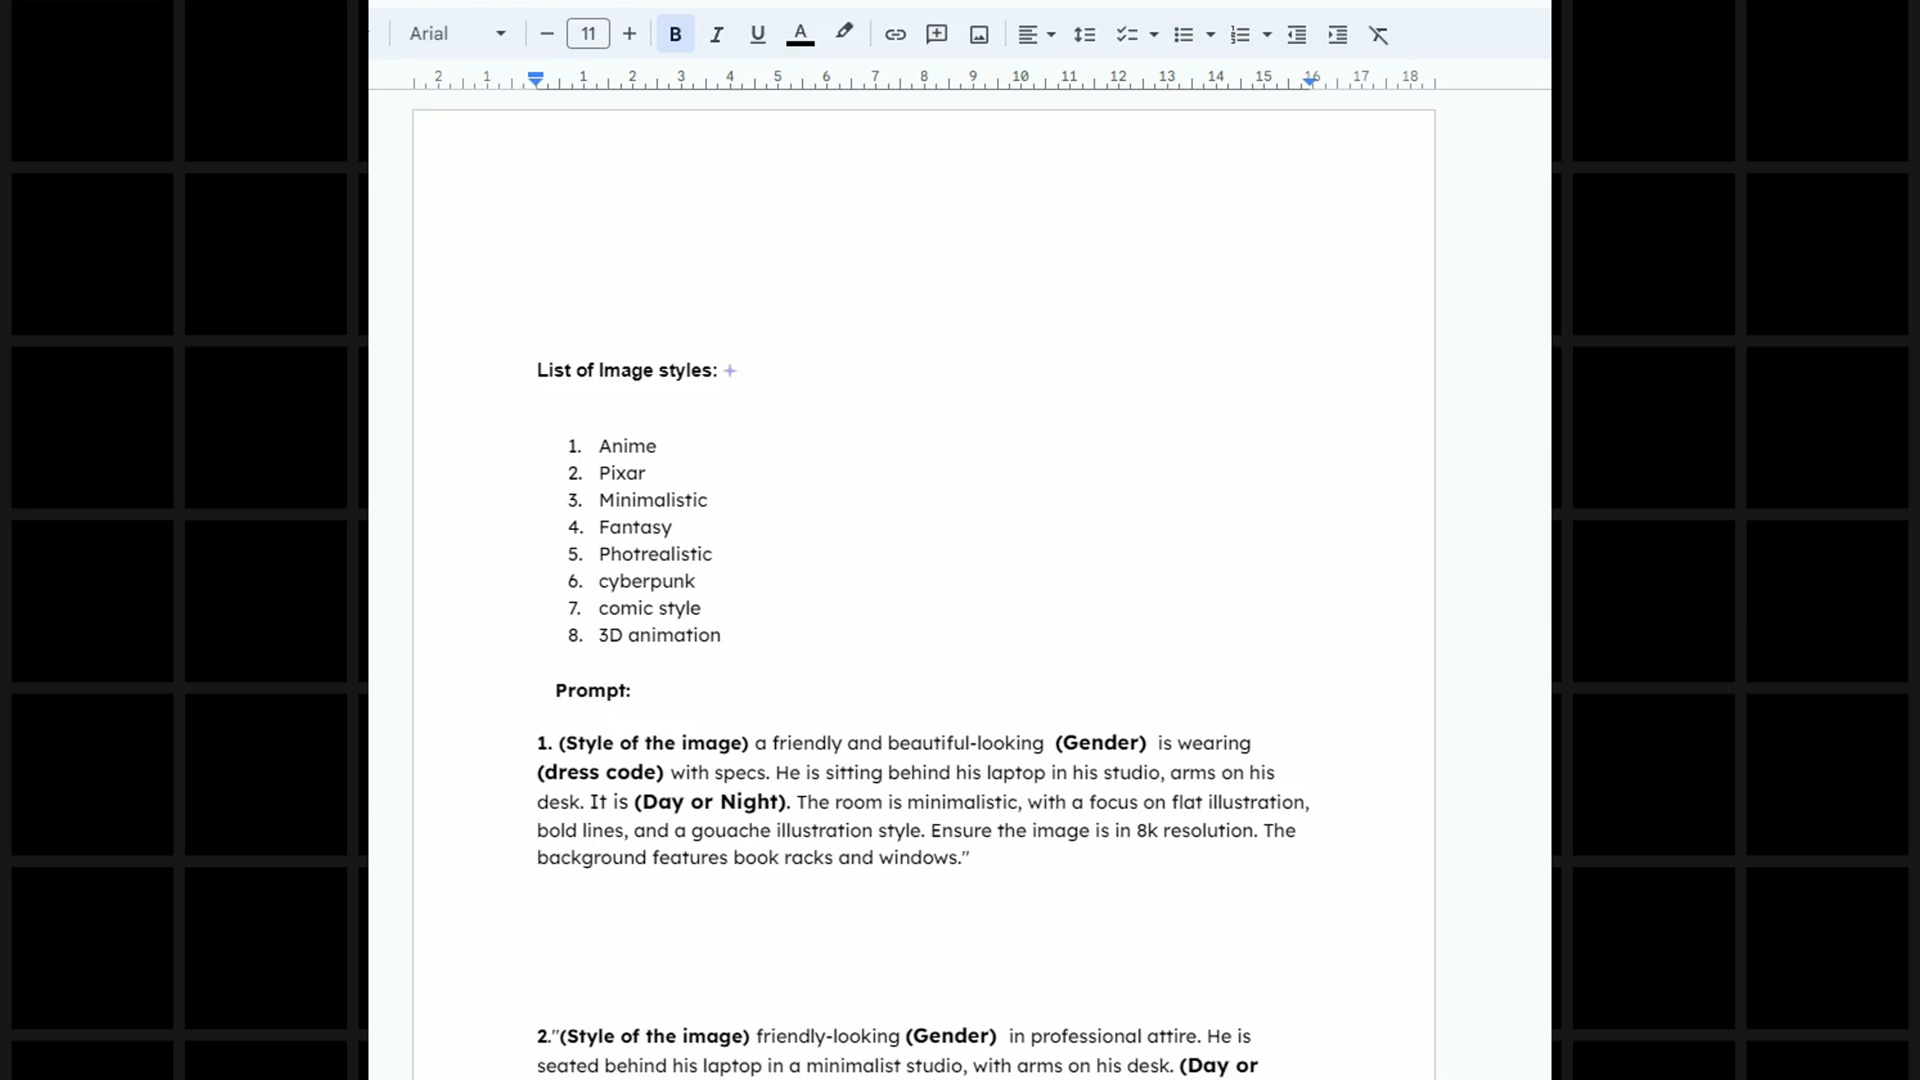 Arial 11 B I U A
2 1 1 2 3 4 5 6 7 8 9 10 11 12 13 14 15 16 17 18
List of Image styles:
1. Anime
2. Pixar
3. Minimalistic
4. Fantasy
5. Photrealistic
6. cyberpunk
7. comic style
8. 3D animation
Prompt:
1. (Style of the image) a friendly and beautiful-looking (Gender) is wearing
(dress code) with specs. He is sitting behind his laptop in his studio, arms on his
desk. It is (Day or Night). The room is minimalistic, with a focus on flat illustration,
bold lines, and a gouache illustration style. Ensure the image is in 8k resolution. The
background features book racks and windows."
2."(Style of the image) friendly-looking (Gender) in professional attire. He is
seated behind his laptop in a minimalist studio, with arms on his desk. (Day or